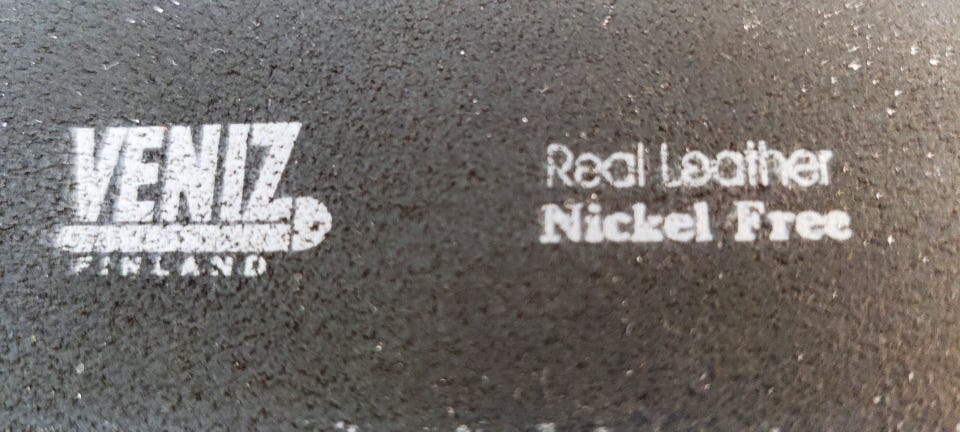 VENIZ
FINLAND
Real Leather
Nickel Free